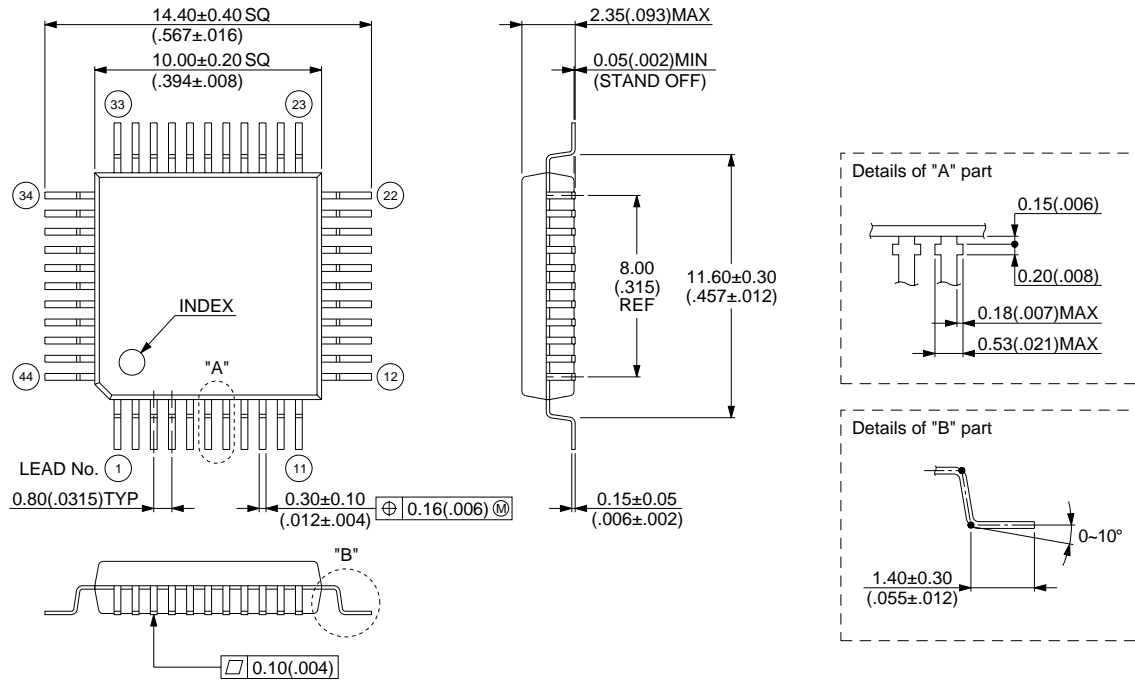 14.40±0.40 SQ
(.567±.016)
10.00±0.20 SQ
(.394±.008)
33
23
34
22
INDEX
44
12
"A"
LEAD No. 1
11
0.80(.0315)TYP
0.30±0.10
(.012±.004)
⌖ 0.16(.006) Ⓜ
"B"
⏥ 0.10(.004)
2.35(.093)MAX
0.05(.002)MIN
(STAND OFF)
8.00
(.315)
REF
11.60±0.30
(.457±.012)
0.15±0.05
(.006±.002)
Details of "A" part
0.15(.006)
0.20(.008)
0.18(.007)MAX
0.53(.021)MAX
Details of "B" part
0~10°
1.40±0.30
(.055±.012)